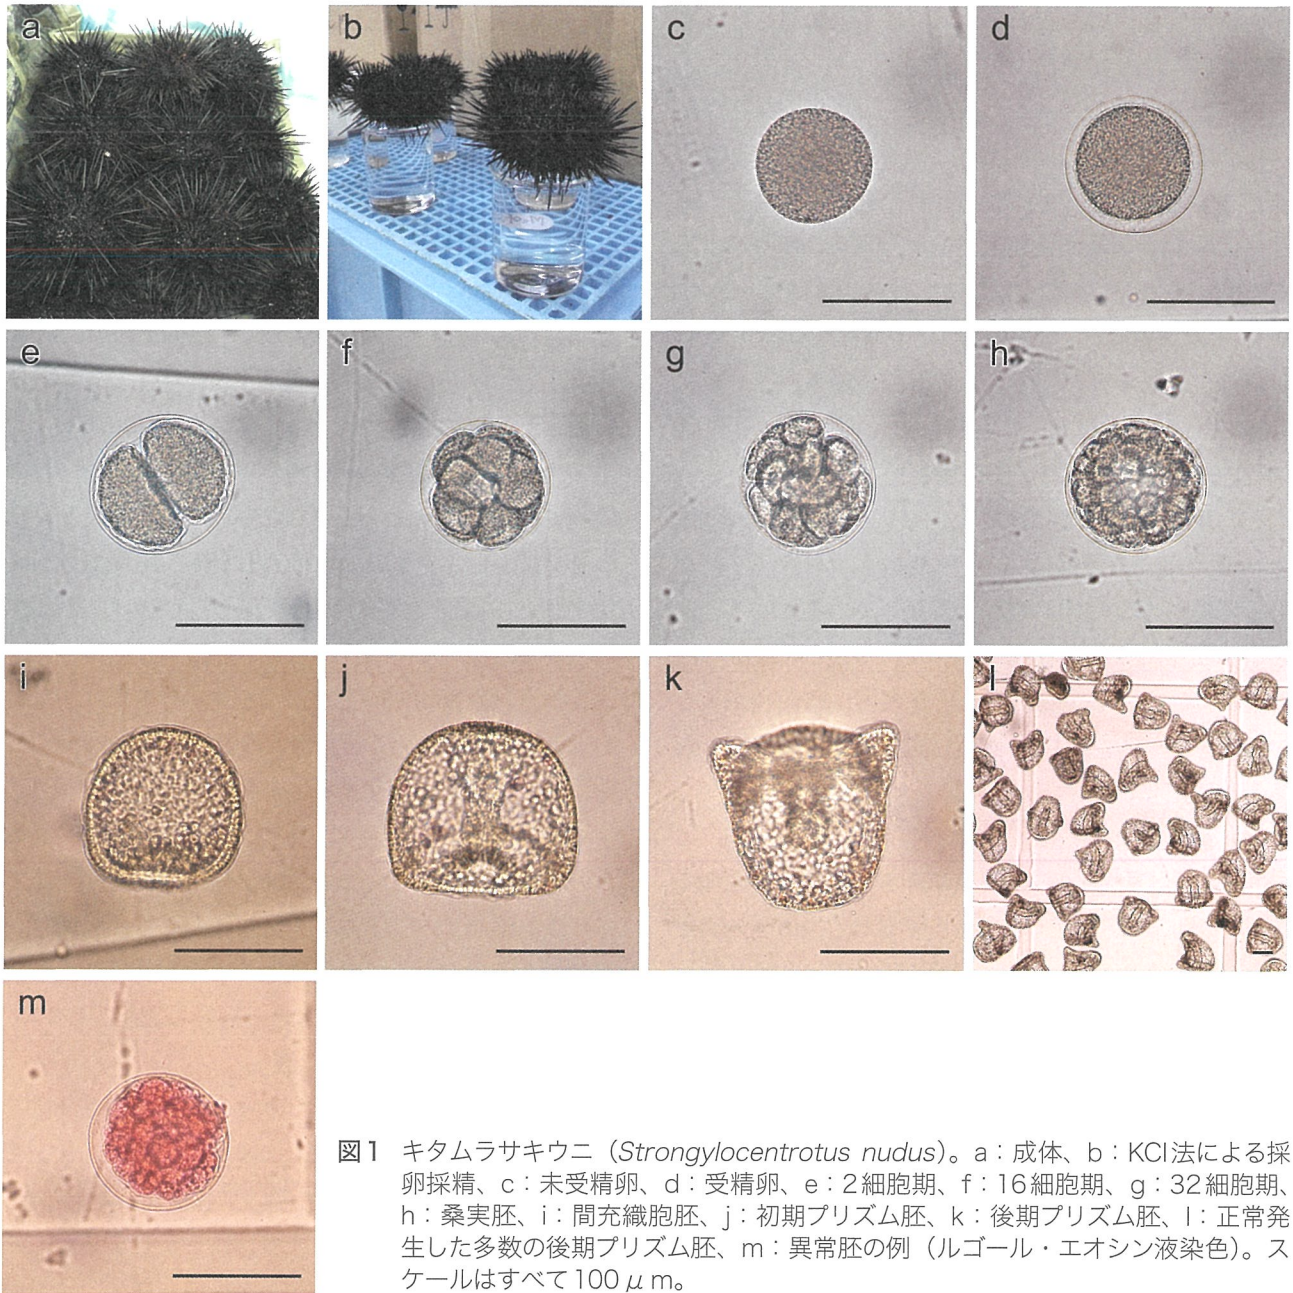 a
b
c
d
e
f
g
h
i
j
k
l
m
図1 キタムラサキウニ（Strongylocentrotus nudus）。a：成体、b：KCl法による採
卵採精、c：未受精卵、d：受精卵、e：2細胞期、f：16細胞期、g：32細胞期、
h：桑実胚、i：間充織胞胚、j：初期プリズム胚、k：後期プリズム胚、l：正常発
生した多数の後期プリズム胚、m：異常胚の例（ルゴール・エオシン液染色）。ス
ケールはすべて100μm。